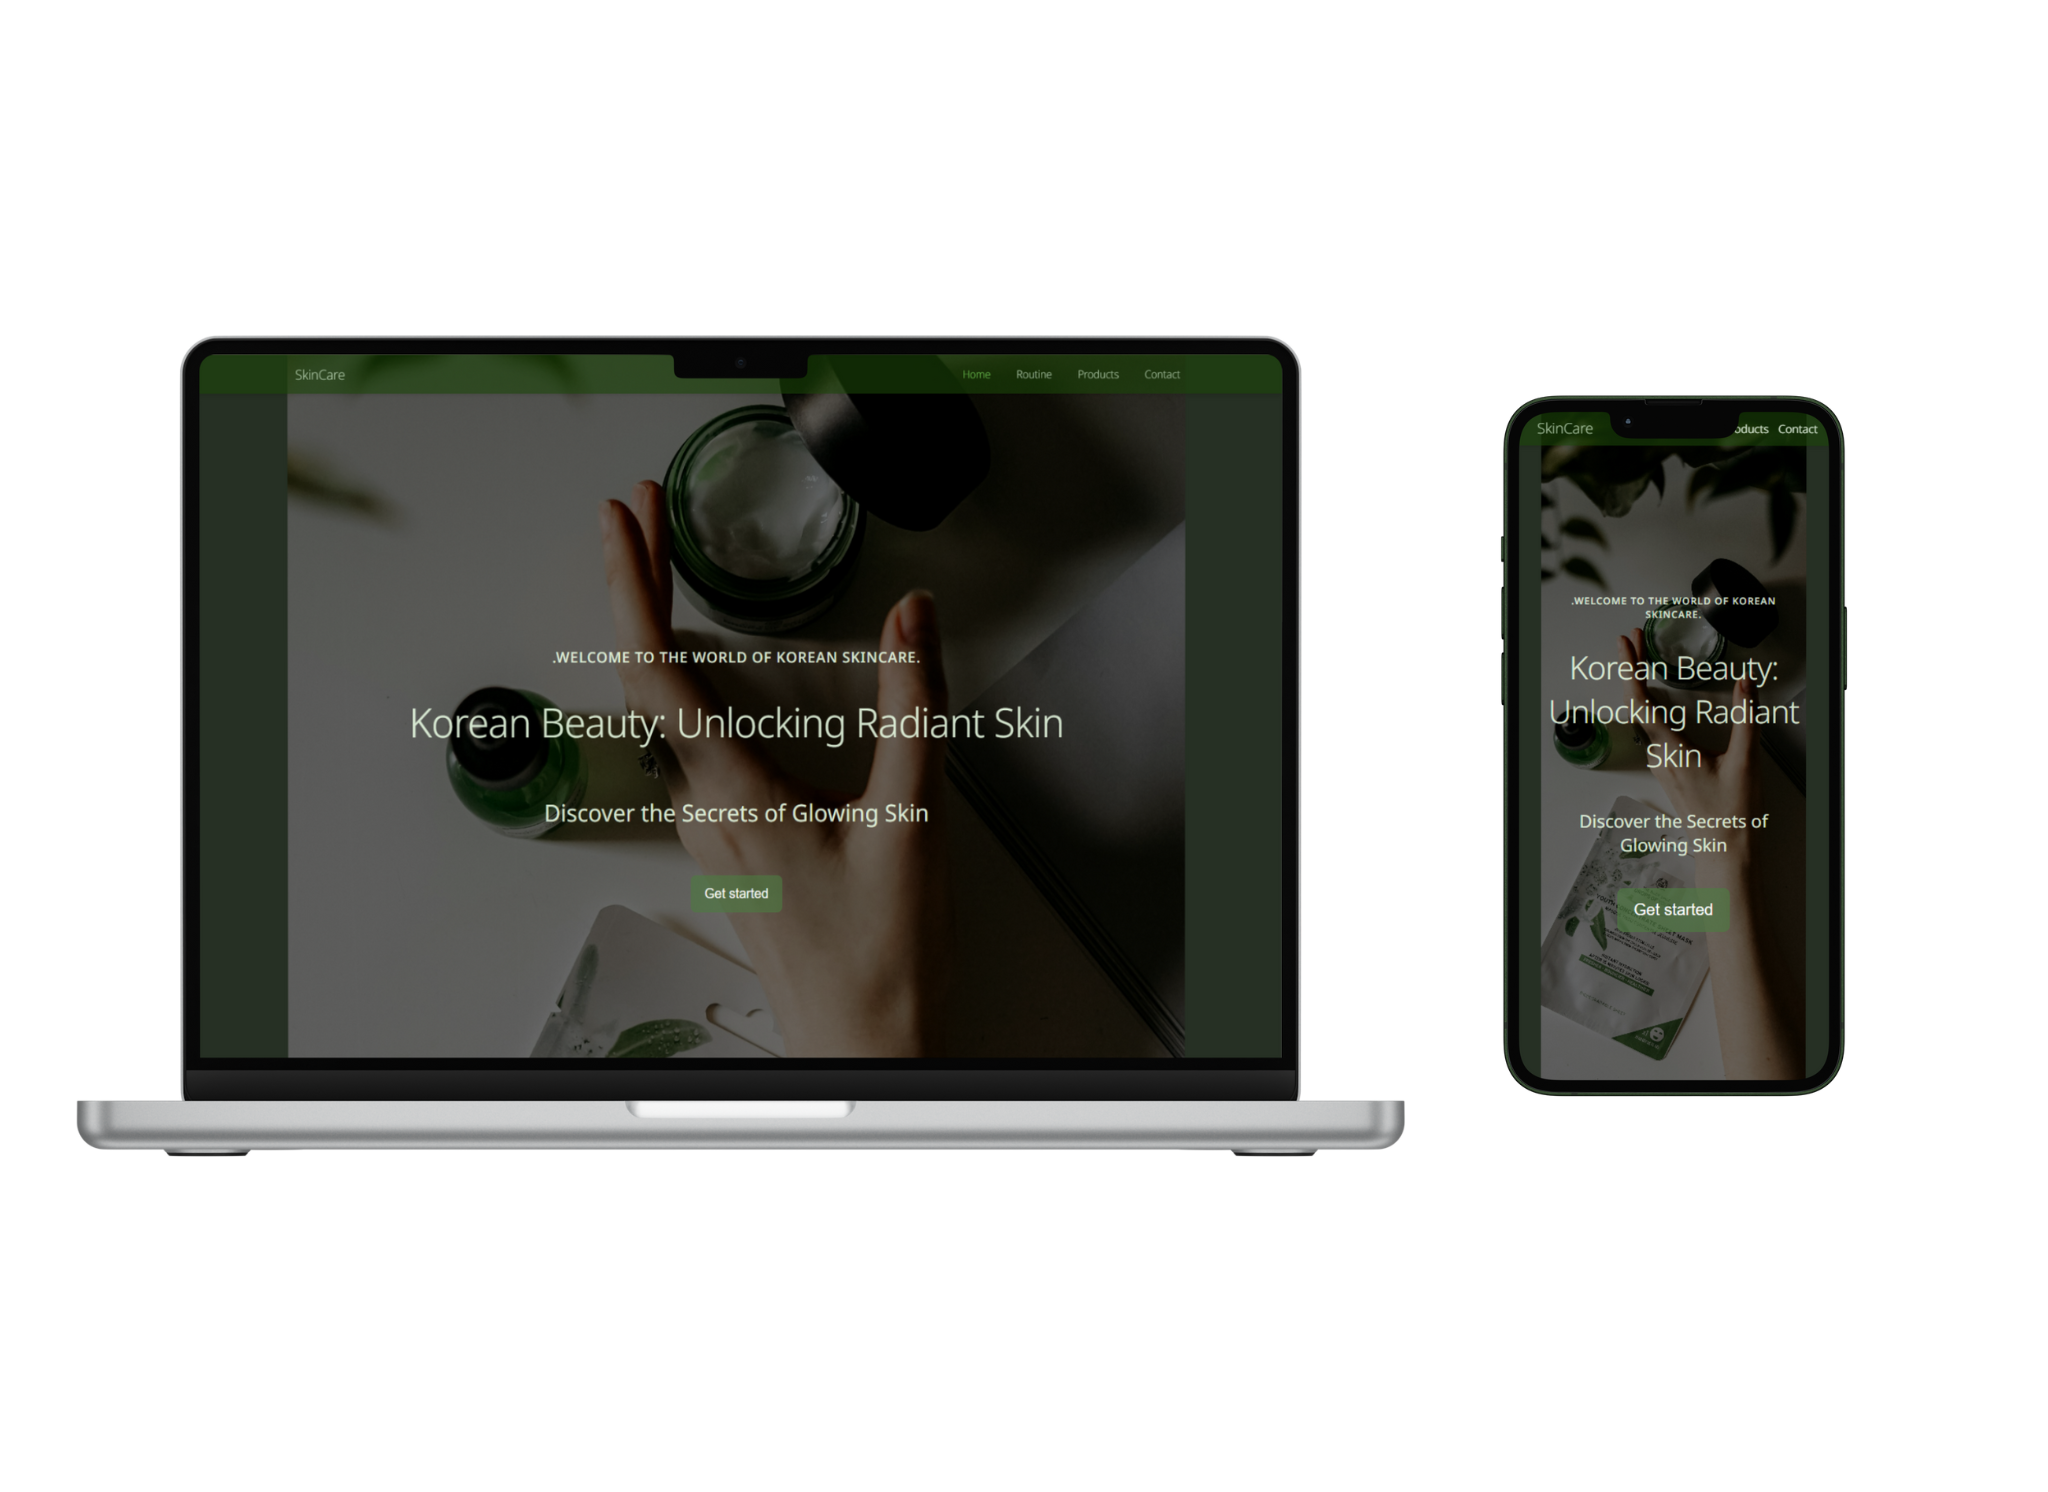 SkinCare
Home Routine Products Contact
.WELCOME TO THE WORLD OF KOREAN SKINCARE.
Korean Beauty: Unlocking Radiant Skin
Discover the Secrets of Glowing Skin
Get started
SkinCare
oducts Contact
.WELCOME TO THE WORLD OF KOREAN
SKINCARE.
Korean Beauty:
Unlocking Radiant
Skin
Discover the Secrets of
Glowing Skin
Get started